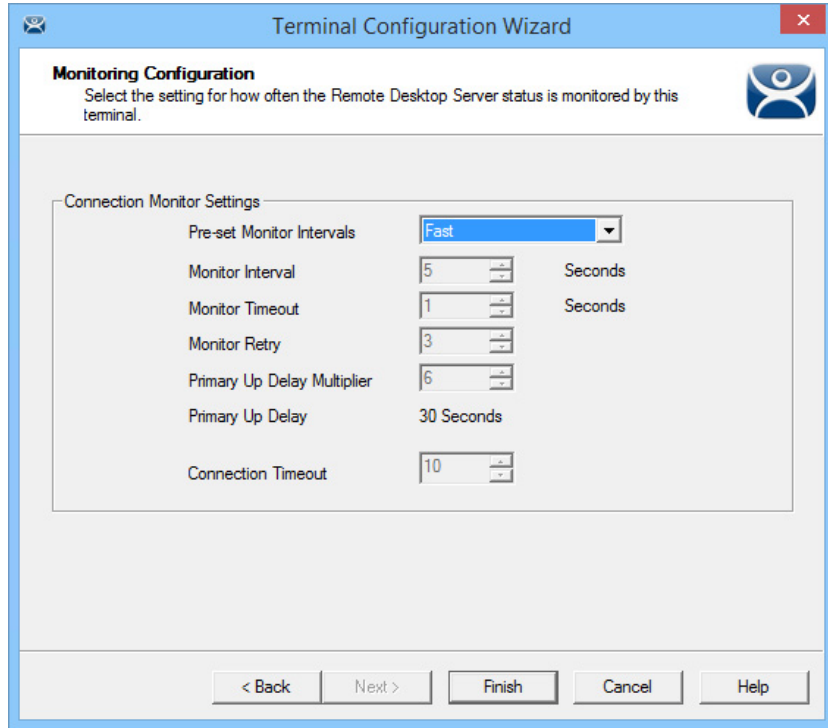 Terminal Configuration Wizard
Monitoring Configuration
Select the setting for how often the Remote Desktop Server status is monitored by this
terminal.
Connection Monitor Settings
Pre-set Monitor Intervals Fast
Monitor Interval 5 Seconds
Monitor Timeout 1 Seconds
Monitor Retry 3
Primary Up Delay Multiplier 6
Primary Up Delay 30 Seconds
Connection Timeout 10
< Back Next > Finish Cancel Help